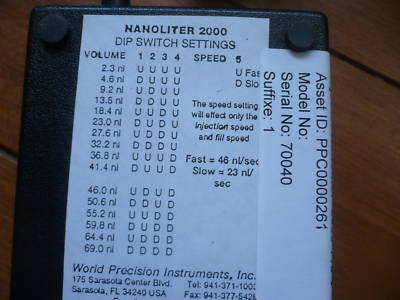 NANOLITER 2000
DIP SWITCH SETTINGS
VOLUME 1 2 3 4 SPEED 5
2.3 nl U U U U U Fas
4.6 nl D U U U D Slo
9.2 nl U D U U
13.8 nl D D U U
18.4 nl U U D U
23.0 nl D U D U
27.6 nl U D D U
32.2 nl D D D U
36.8 nl U U U D
41.4 nl D U U D
46.0 nl U D U D
50.6 nl D D U D
55.2 nl U U D D
59.8 nl D U D D
64.4 nl U D D D
69.0 nl D D D D
The speed setting
will effect only the
injection speed
and fill speed
Fast = 46 nl/sec
Slow = 23 nl/
sec
World Precision Instruments, Inc.
175 Sarasota Center Blvd. Tel: 941-371-1003
Sarasota, FL 34240 USA Fax: 941-377-5428
Asset ID: PPC0000261
Model No:
Serial No: 70040
Suffix: 1